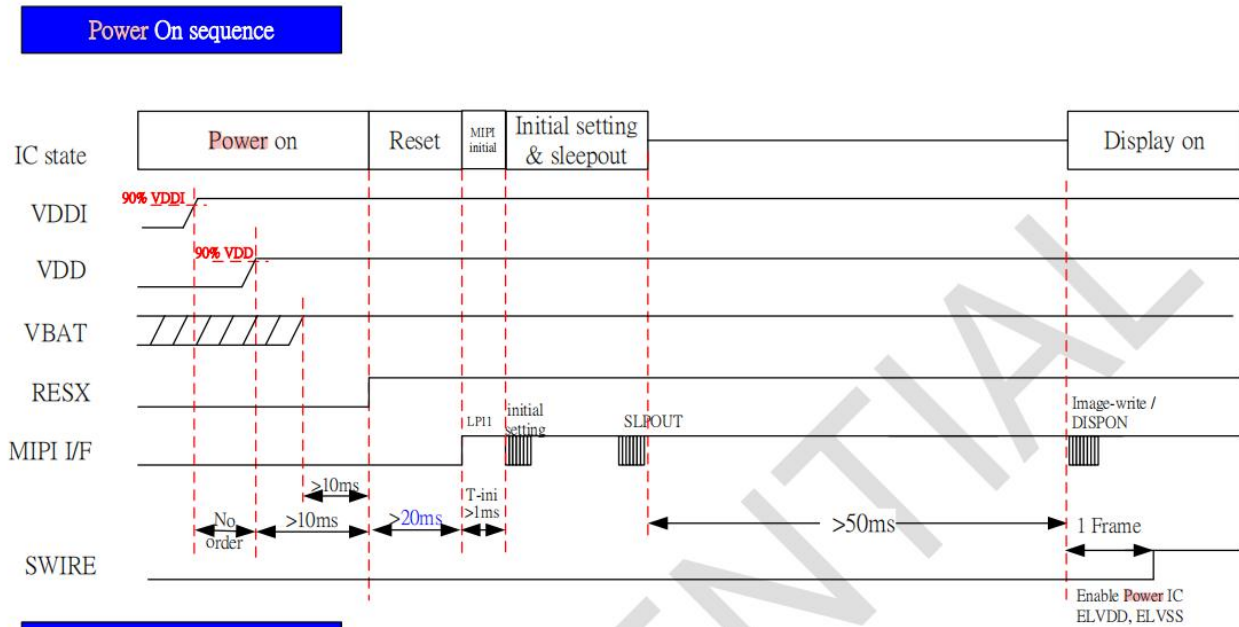 Power On sequence
IC state
Power on
Reset
MIPI
initial
Initial setting
& sleepout
Display on
90% VDDI
VDDI
90% VDD
VDD
VBAT
RESX
MIPI I/F
LP11
initial
setting
SLPOUT
Image-write /
DISPON
>10ms
No
order
>10ms
>20ms
T-ini
>1ms
>50ms
1 Frame
SWIRE
Enable Power IC
ELVDD, ELVSS
ENTIAL